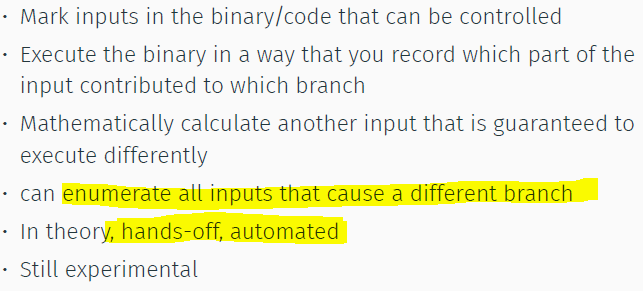 • Mark inputs in the binary/code that can be controlled
• Execute the binary in a way that you record which part of the
input contributed to which branch
• Mathematically calculate another input that is guaranteed to
execute differently
• can enumerate all inputs that cause a different branch
• In theory, hands-off, automated
• Still experimental